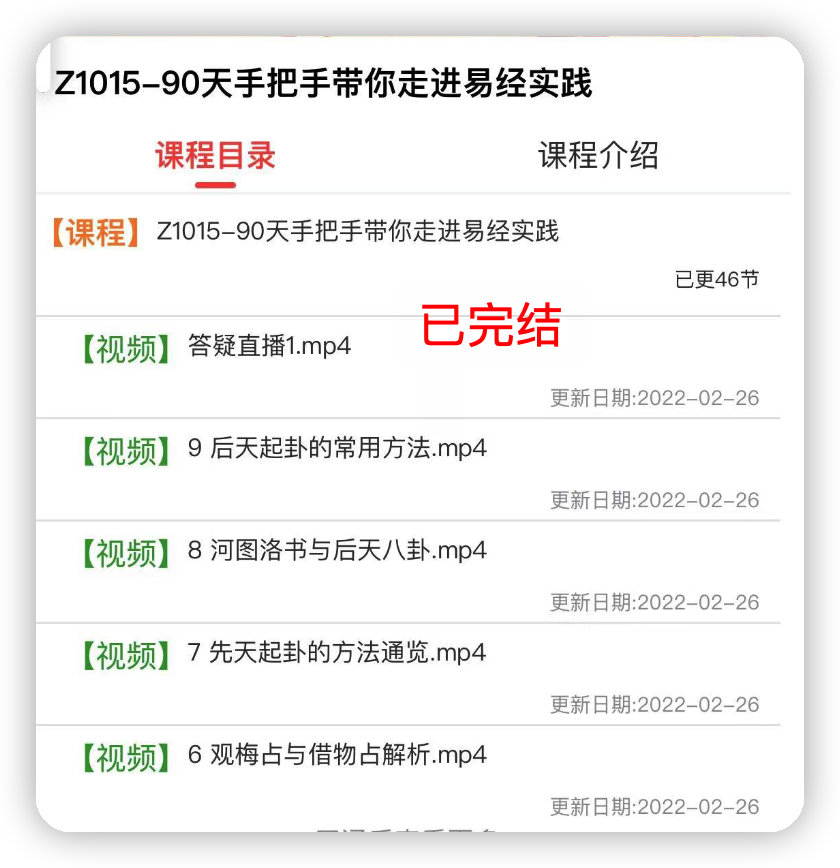 Z1015-90天手把手带你走进易经实践
课程目录 课程介绍
【课程】 Z1015-90天手把手带你走进易经实践
已更46节
已完结
【视频】 答疑直播1.mp4
更新日期:2022-02-26
【视频】 9 后天起卦的常用方法.mp4
更新日期:2022-02-26
【视频】 8 河图洛书与后天八卦.mp4
更新日期:2022-02-26
【视频】 7 先天起卦的方法通览.mp4
更新日期:2022-02-26
【视频】 6 观梅占与借物占解析.mp4
更新日期:2022-02-26